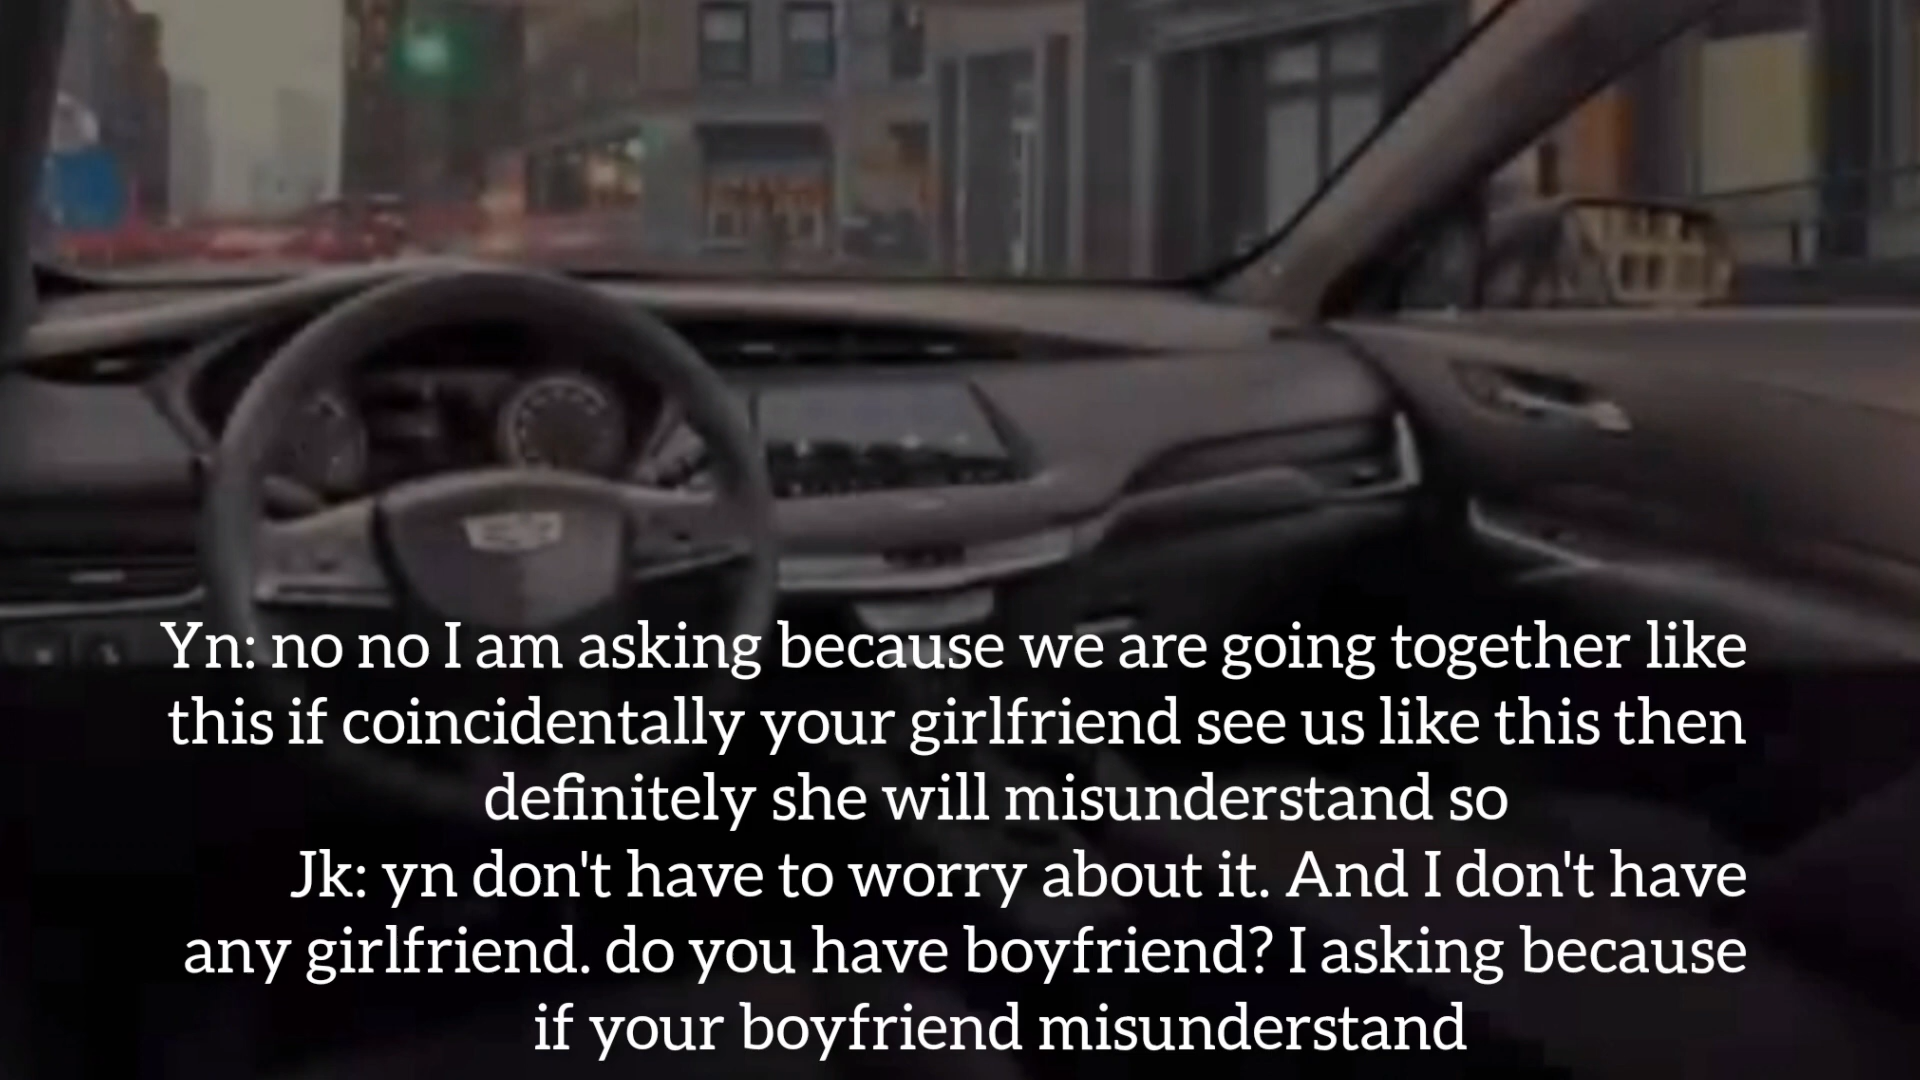 Yn: no no I am asking because we are going together like
this if coincidentally your girlfriend see us like this then
definitely she will misunderstand so
Jk: yn don't have to worry about it. And I don't have
any girlfriend. do you have boyfriend? I asking because
if your boyfriend misunderstand